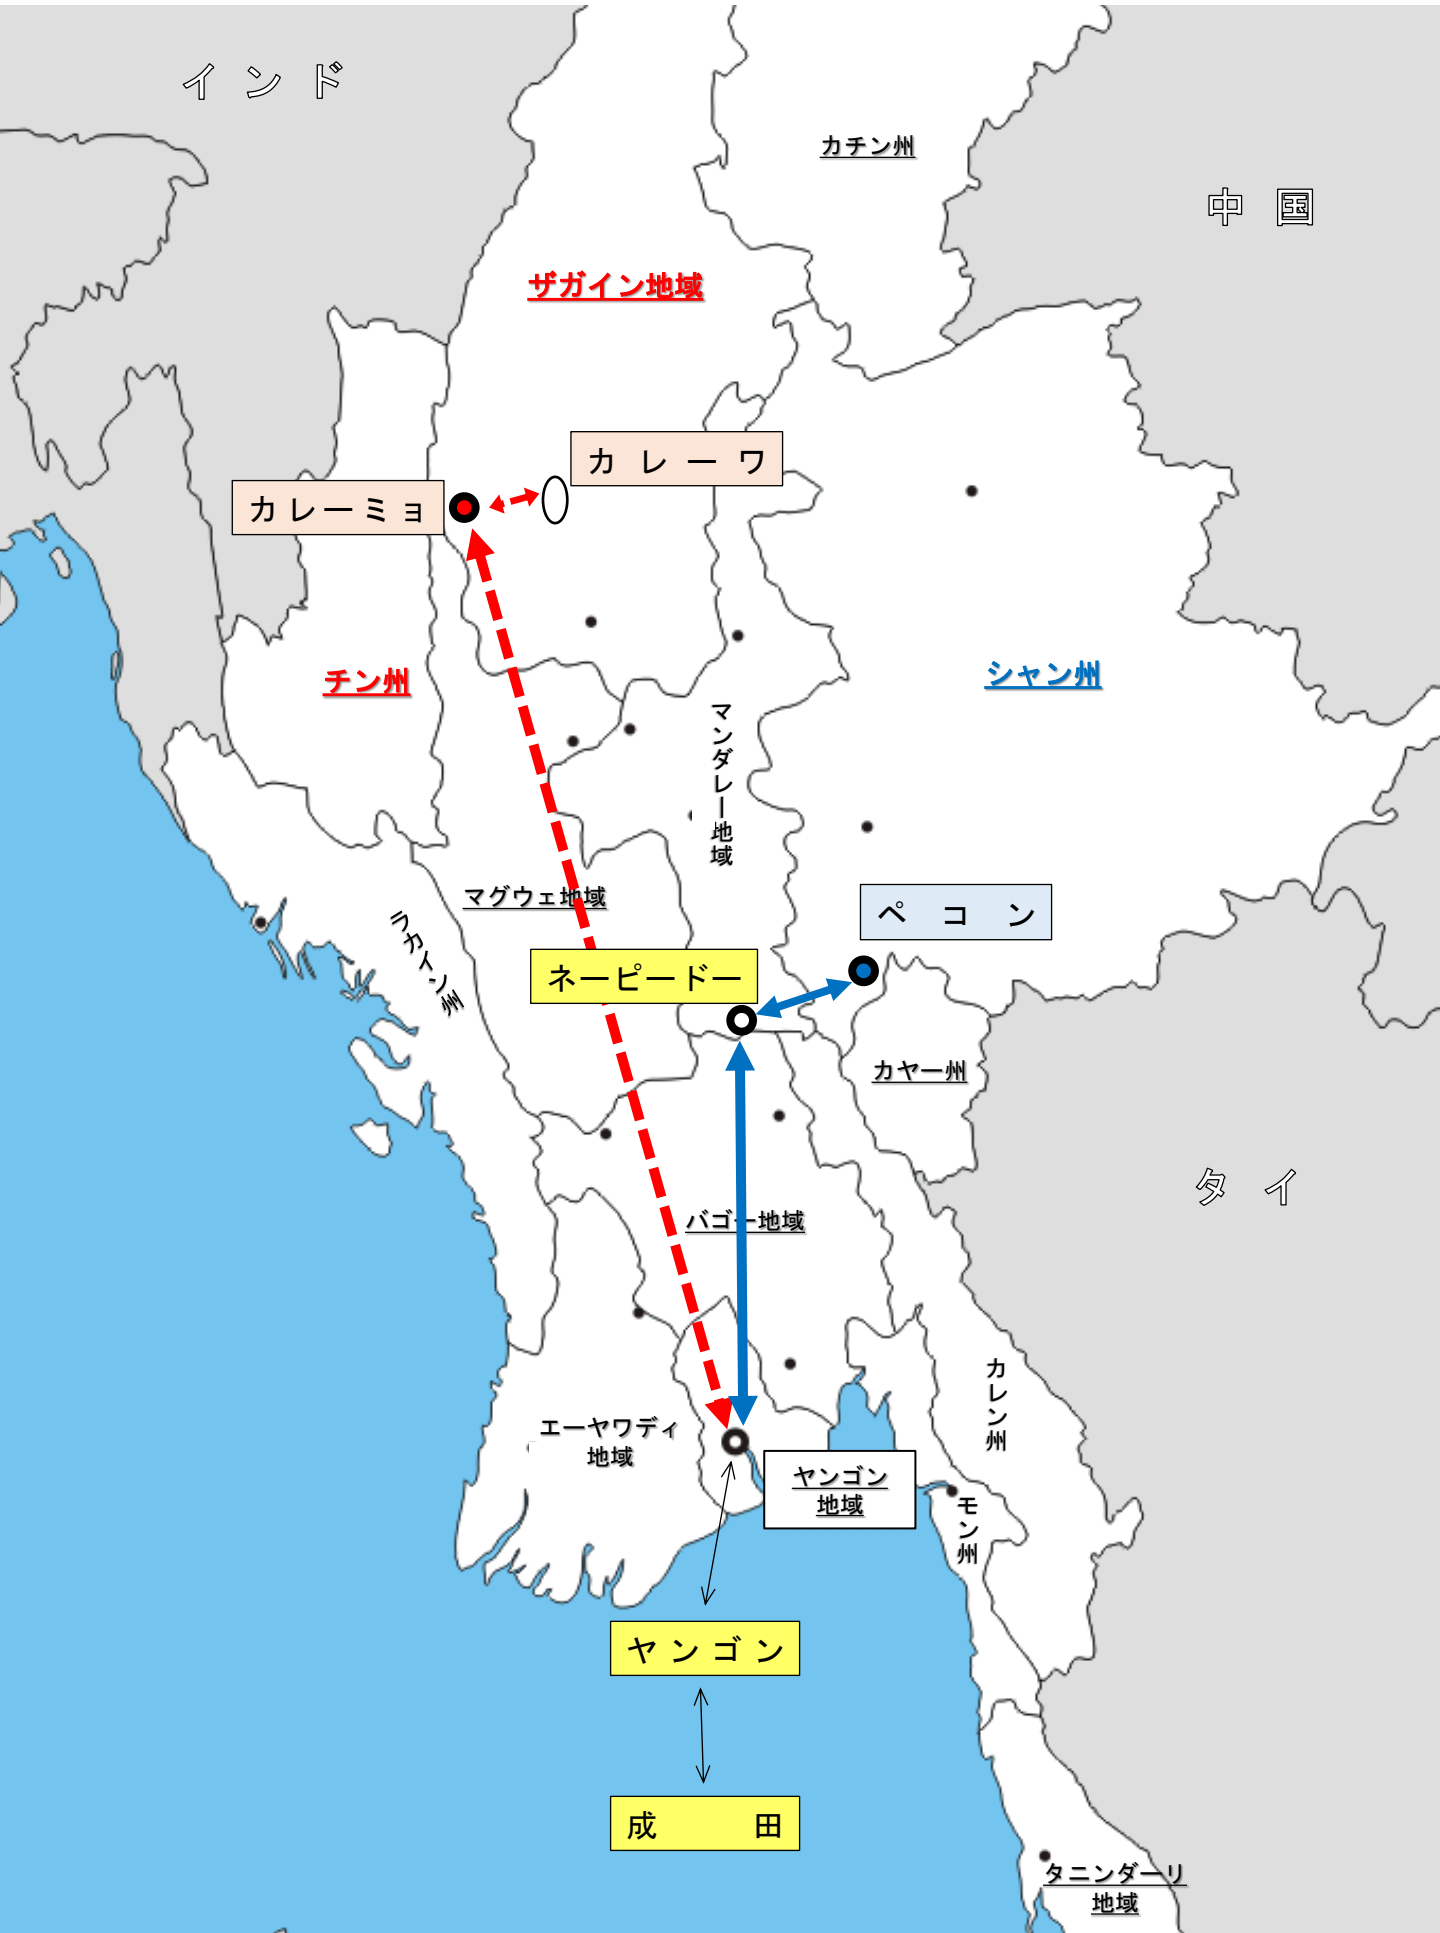 インド
カチン州
中国
ザガイン地域
カレーワ
カレーミョ
チン州
シャン州
マンダレー地域
マグウェ地域
ラカイン州
ペコン
ネーピードー
カヤー州
タイ
バゴー地域
カレン州
エーヤワディ
地域
ヤンゴン
地域
モン州
ヤンゴン
成田
タニンダーリ
地域